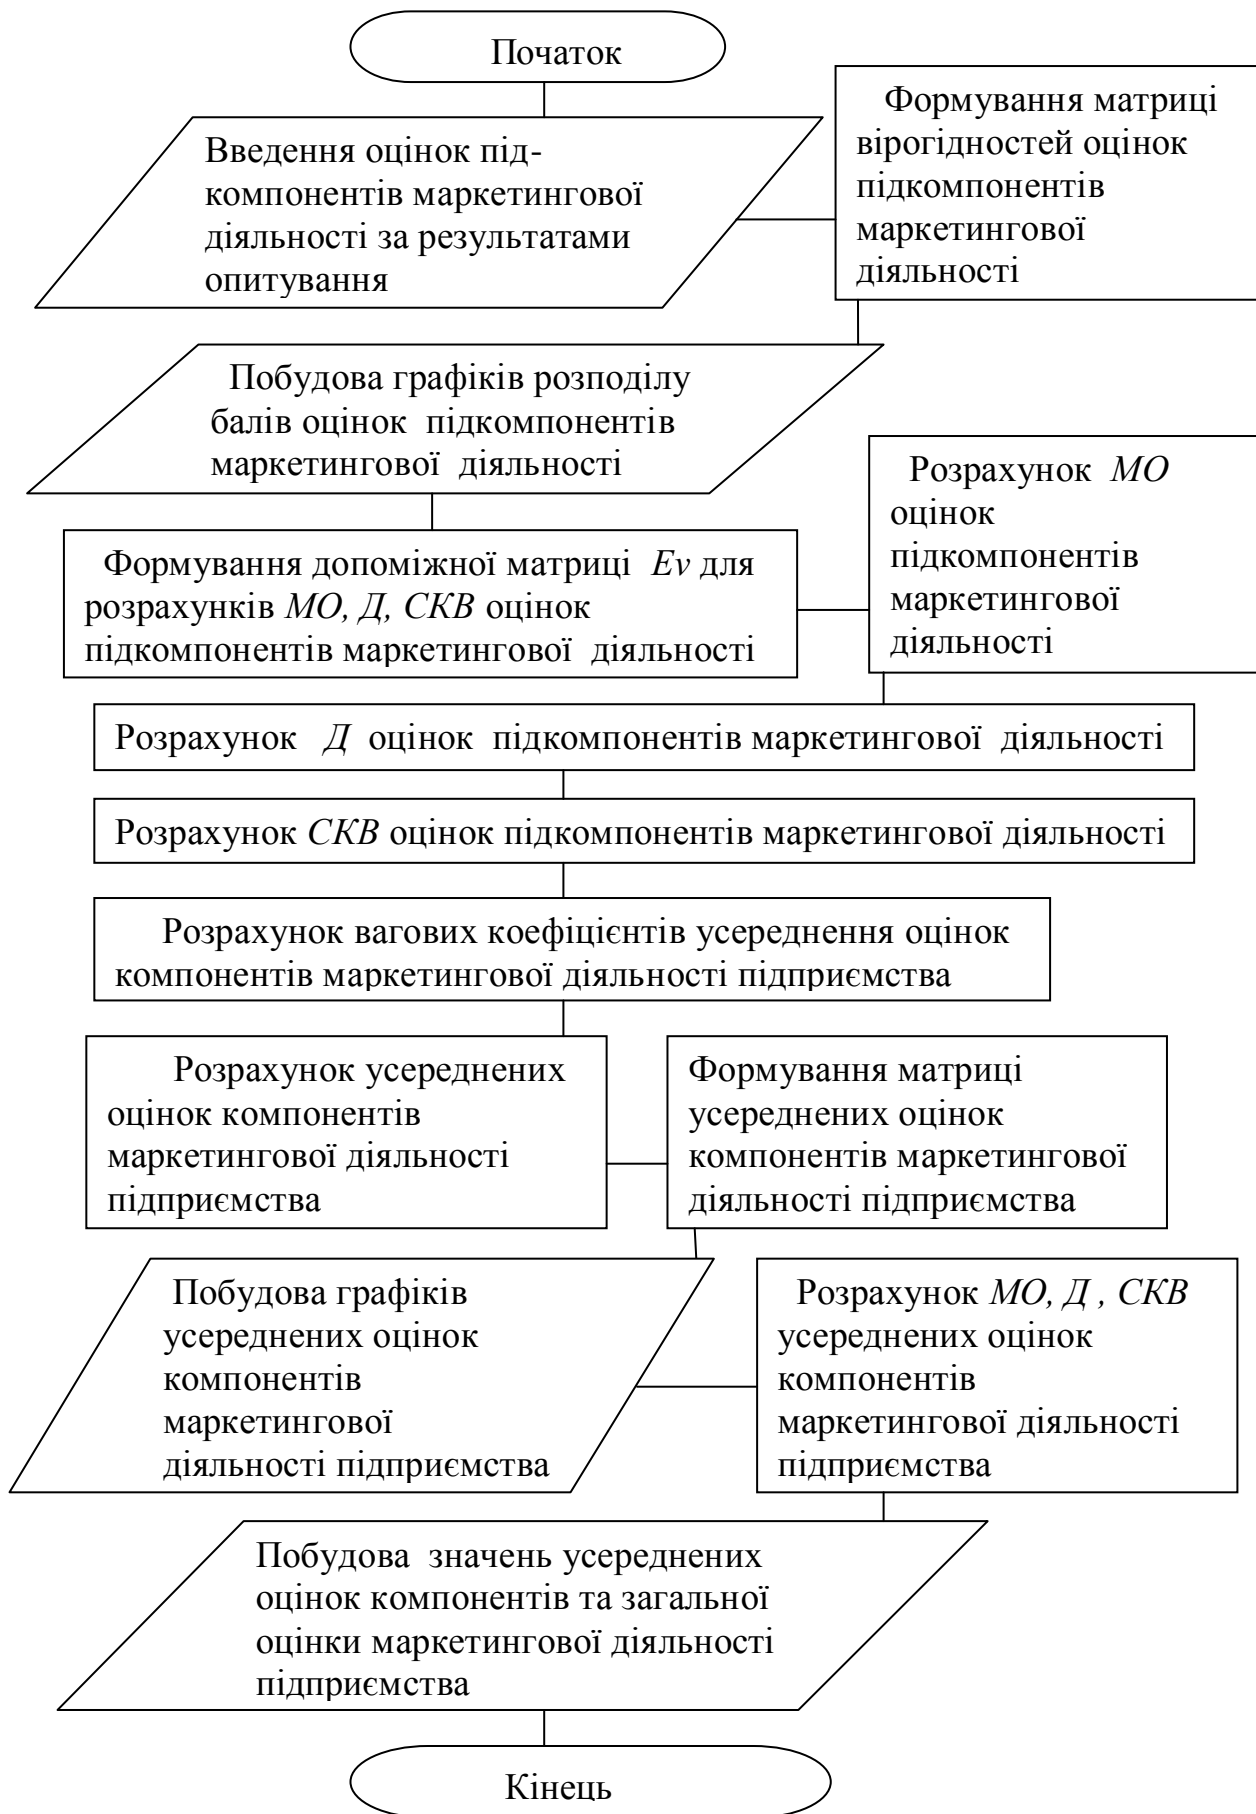 Початок
Введення оцінок під-
компонентів маркетингової
діяльності за результатами
опитування
Формування матриці
вірогідностей оцінок
підкомпонентів
маркетингової
діяльності
Побудова графіків розподілу
балів оцінок підкомпонентів
маркетингової діяльності
Формування допоміжної матриці Ev для
розрахунків МО, Д, СКВ оцінок
підкомпонентів маркетингової діяльності
Розрахунок МО
оцінок
підкомпонентів
маркетингової
діяльності
Розрахунок Д оцінок підкомпонентів маркетингової діяльності
Розрахунок СКВ оцінок підкомпонентів маркетингової діяльності
Розрахунок вагових коефіцієнтів усереднення оцінок
компонентів маркетингової діяльності підприємства
Розрахунок усереднених
оцінок компонентів
маркетингової діяльності
підприємства
Формування матриці
усереднених оцінок
компонентів маркетингової
діяльності підприємства
Побудова графіків
усереднених оцінок
компонентів
маркетингової
діяльності підприємства
Розрахунок МО, Д , СКВ
усереднених оцінок
компонентів
маркетингової діяльності
підприємства
Побудова значень усереднених
оцінок компонентів та загальної
оцінки маркетингової діяльності
підприємства
Кінець